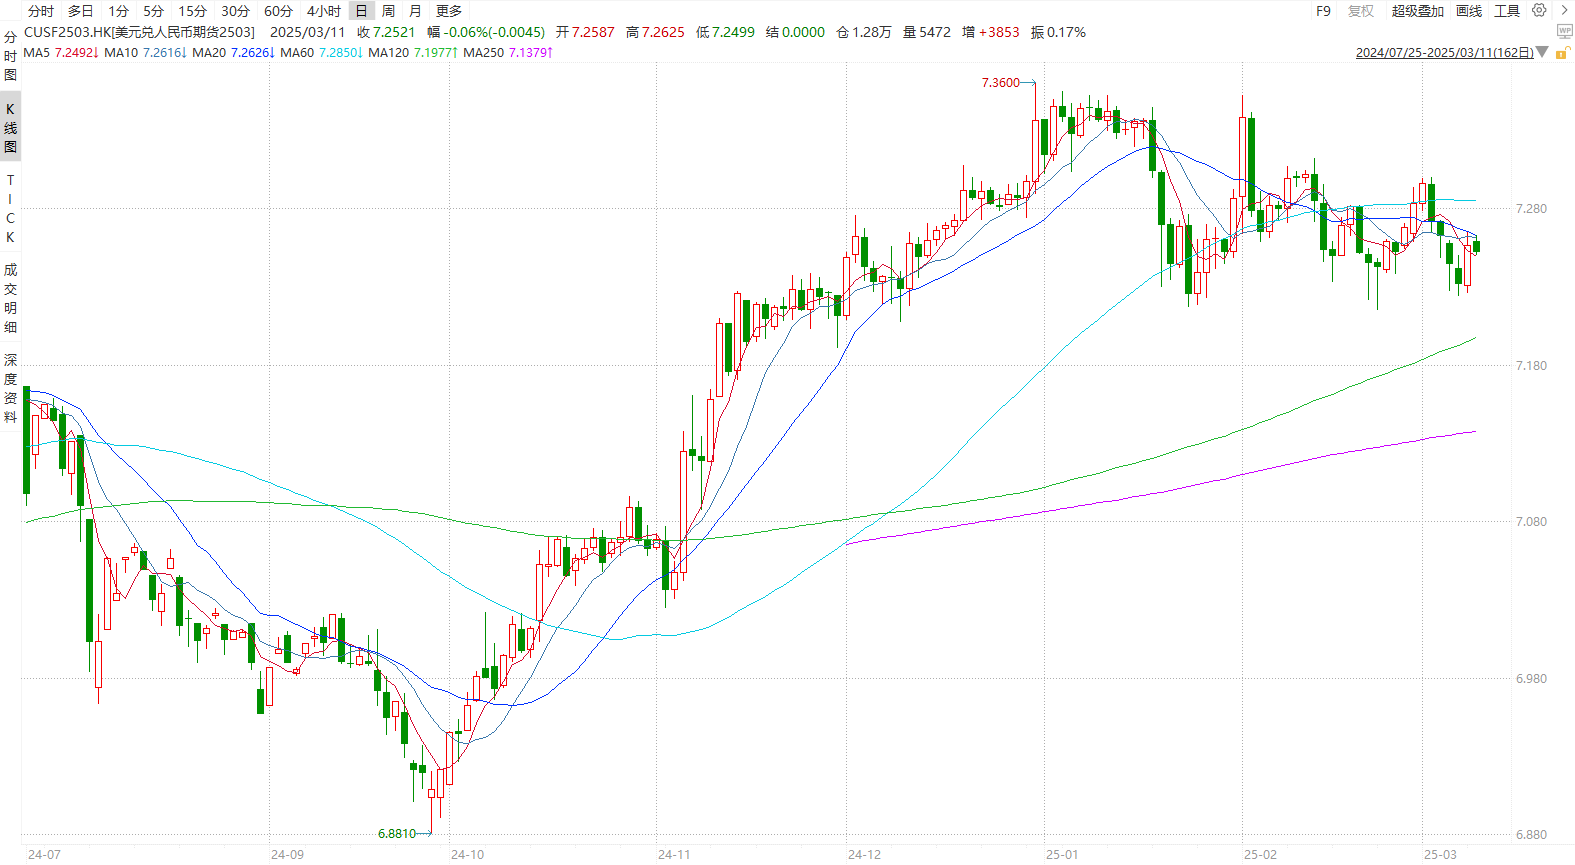 分时 多日 1分 5分 15分 30分 60分 4小时 日 周 月 更多 F9 复权 超级叠加 画线 工具
CUSF2503.HK[美元兑人民币期货2503] 2025/03/11 收7.2521 幅-0.06%(-0.0045) 开7.2587 高7.2625 低7.2499 结0.0000 仓1.28万 量5472 增+3853 振0.17%
WP
MA5 7.2492↓ MA10 7.2616↓ MA20 7.2626↓ MA60 7.2850↓ MA120 7.1977↑ MA250 7.1379↑
2024/07/25-2025/03/11(162日)
分时图
K线图
TICK
成交明细
深度资料
7.3600
7.280
7.180
7.080
6.980
6.8810
6.880
24-07 24-09 24-10 24-11 24-12 25-01 25-02 25-03